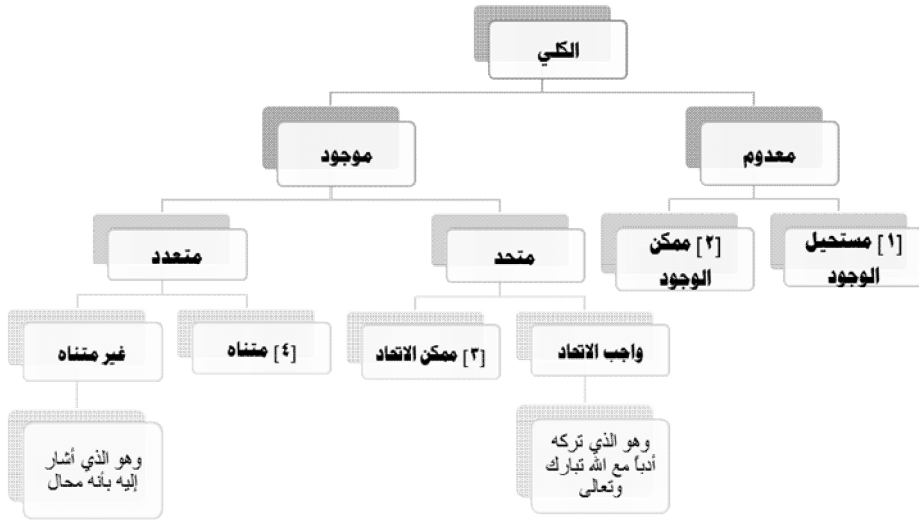 الكلي
معدوم
موجود
[١] مستحيل
الوجود
[٢] ممكن
الوجود
متحد
متعدد
واجب الاتحاد
[٣] ممكن الاتحاد
[٤] متناه
غير متناه
وهو الذي تركه
أدباً مع الله تبارك
وتعالى
وهو الذي أشار
إليه بأنه محال